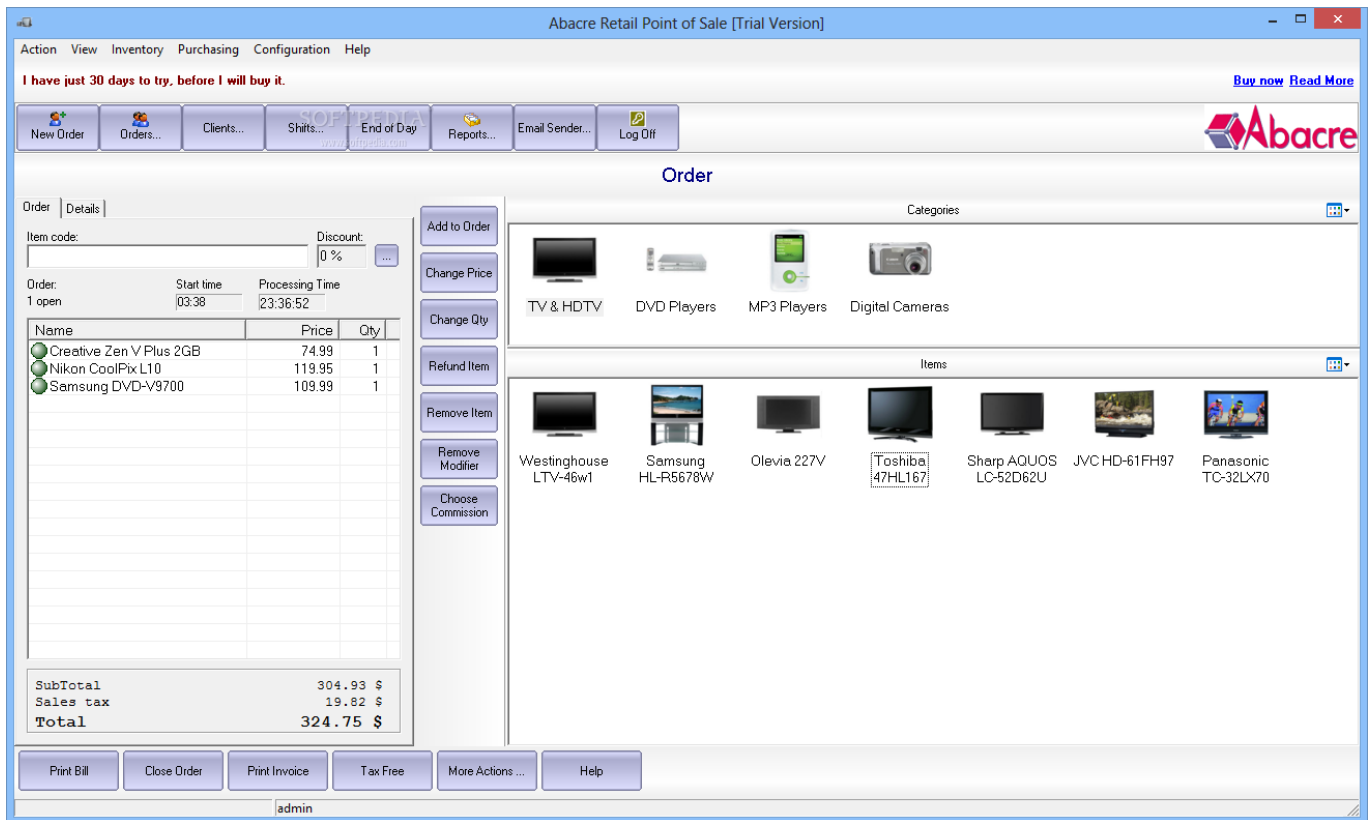 Abacre Retail Point of Sale [Trial Version]
Action View Inventory Purchasing Configuration Help
I have just 30 days to try, before I will buy it.
Buy now Read More
New Order
Orders...
Clients...
Shifts...
End of Day
Reports...
Email Sender...
Log Off
SOFTPEDIA
www.softpedia.com
Abacre
Order
Order Details
Item code:
Discount:
0 %
...
Order:
Start time
Processing Time
1 open
03:38
23:36:52
Name Price Qty
Creative Zen V Plus 2GB 74.99 1
Nikon CoolPix L10 119.95 1
Samsung DVD-V9700 109.99 1
SubTotal 304.93 $
Sales tax 19.82 $
Total 324.75 $
Add to Order
Change Price
Change Qty
Refund Item
Remove Item
Remove
Modifier
Choose
Commission
Categories
TV & HDTV
DVD Players
MP3 Players
Digital Cameras
Items
Westinghouse
LTV-46w1
Samsung
HL-R5678W
Olevia 227V
Toshiba
47HL167
Sharp AQUOS
LC-52D62U
JVC HD-61FH97
Panasonic
TC-32LX70
Print Bill
Close Order
Print Invoice
Tax Free
More Actions ...
Help
admin